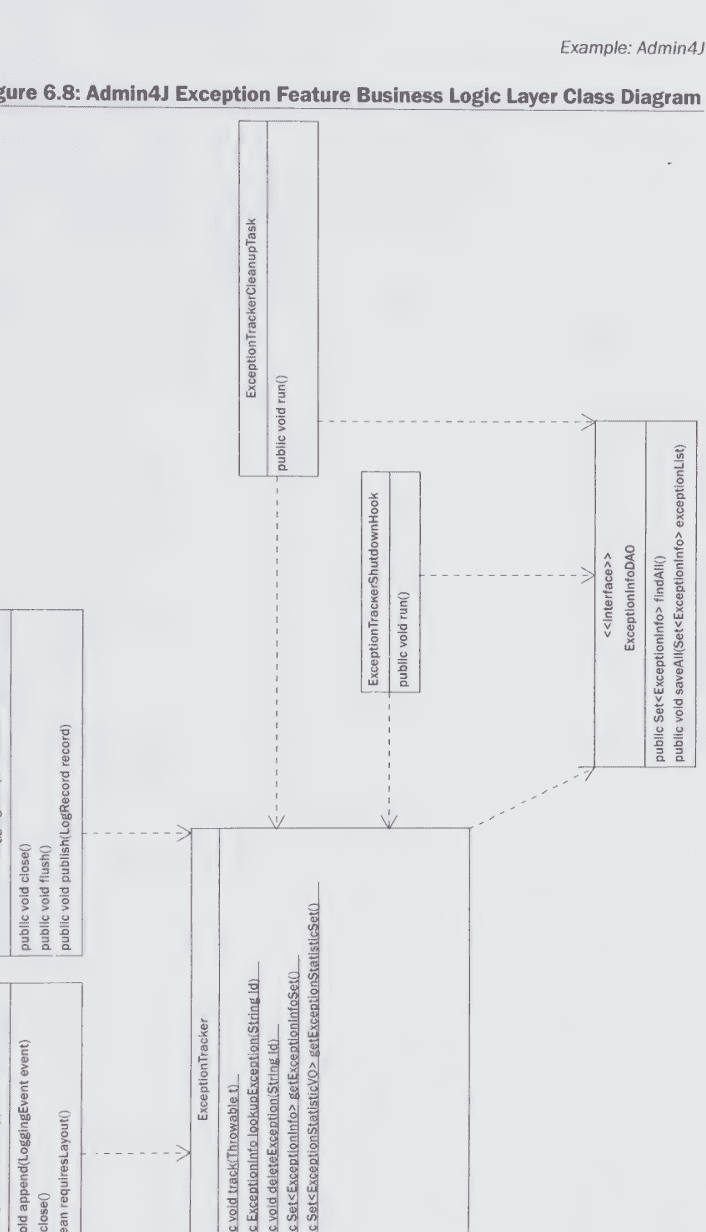 Example: Admin4J
gure 6.8: Admin4J Exception Feature Business Logic Layer Class Diagram
ExceptionTrackerCleanupTask
public void run()
ExceptionTrackerShutdownHook
public void run()
<<Interface>>
ExceptionInfoDAO
public Set<ExceptionInfo> findAll()
public void saveAll(Set<ExceptionInfo> exceptionList)
public void close()
public void flush()
public void publish(LogRecord record)
ExceptionTracker
c void track(Throwable t)
c ExceptionInfo lookupException(String id)
c void deleteException(String id)
c Set<ExceptionInfo> getExceptionInfoSet()
c Set<ExceptionStatisticVO> getExceptionStatisticSet()
oid append(LoggingEvent event)
close()
ean requiresLayout()